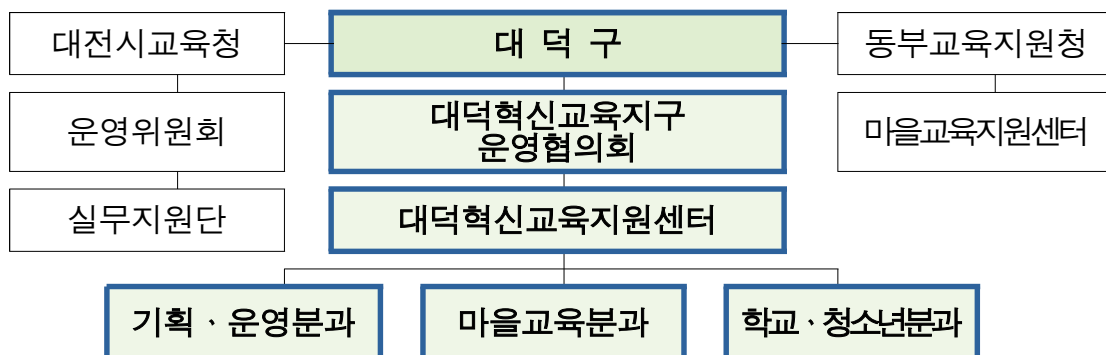 대전시교육청
대 덕 구
동부교육지원청
운영위원회
대덕혁신교육지구
운영협의회
마을교육지원센터
실무지원단
대덕혁신교육지원센터
기획 · 운영분과
마을교육분과
학교 · 청소년분과